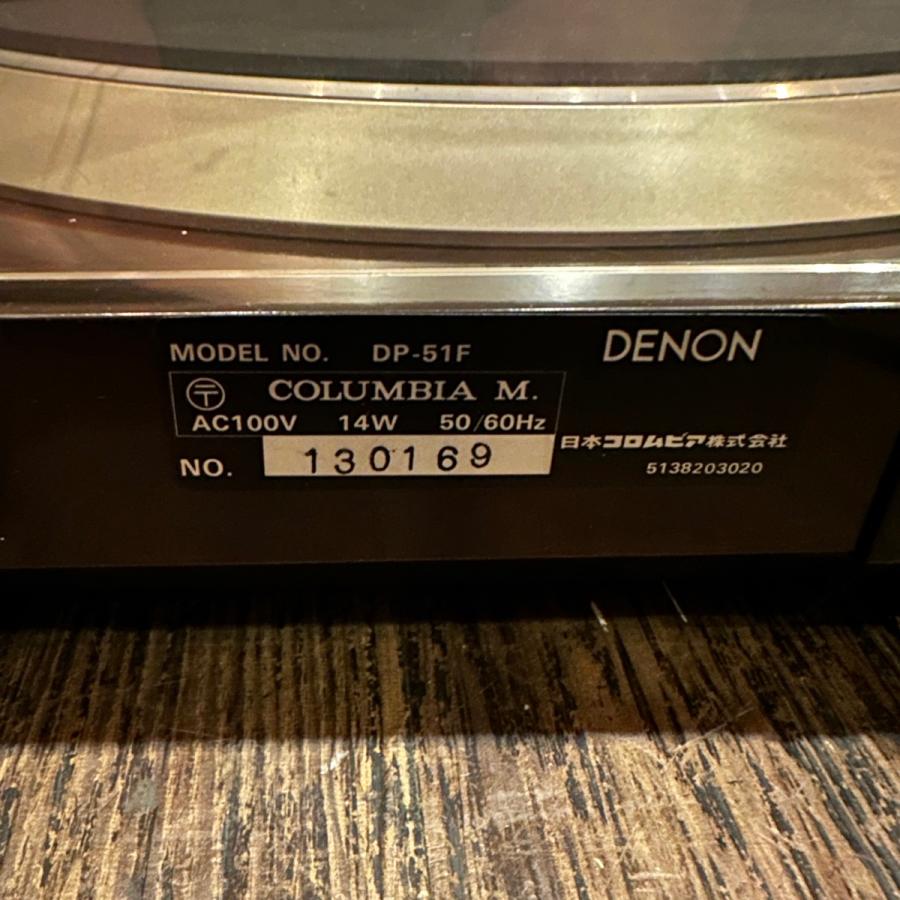 MODEL NO. DP-51F
DENON
〒 COLUMBIA M.
AC100V 14W 50/60Hz
日本コロムビア株式会社
NO. 130169
5138203020